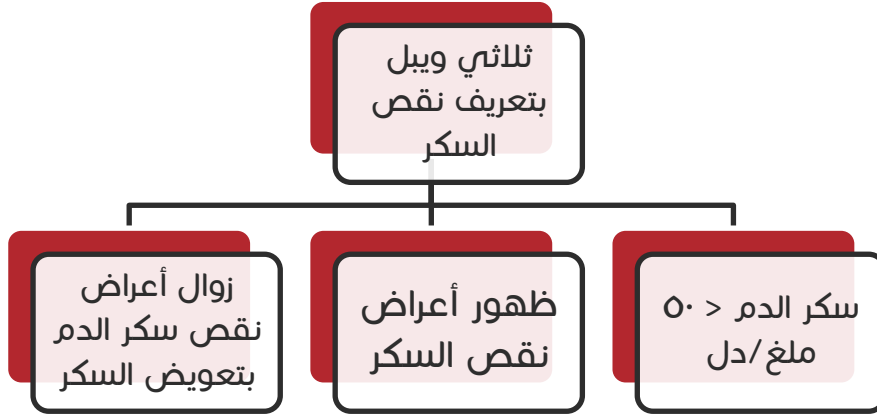 ثلاثي ويبل
بتعريف نقص
السكر
سكر الدم < ٥٠
ملغ/دل
ظهور أعراض
نقص السكر
زوال أعراض
نقص سكر الدم
بتعويض السكر